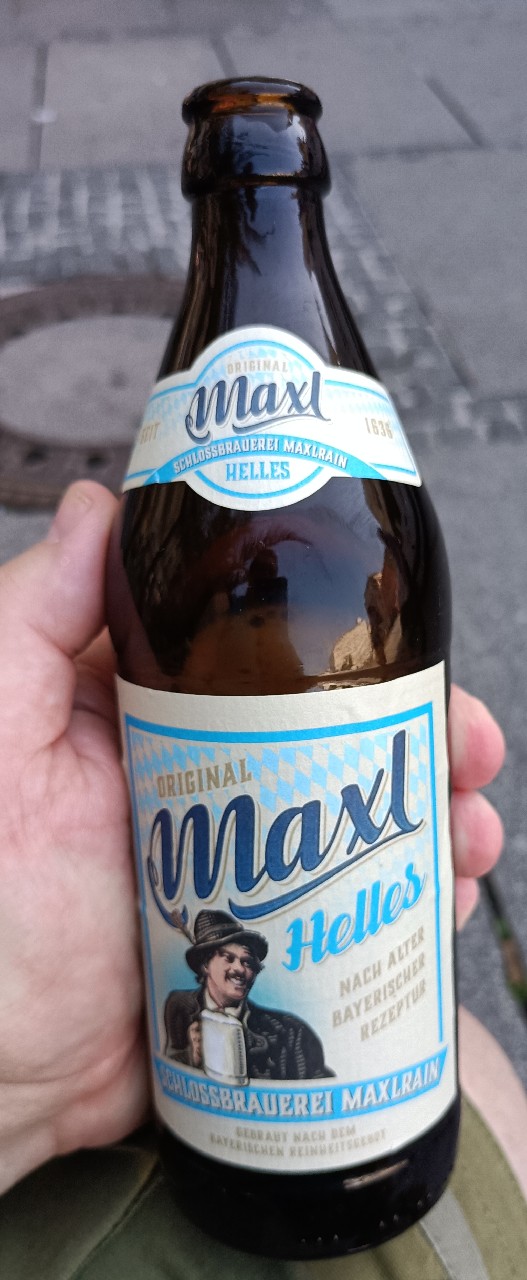 ORIGINAL
Maxl
SEIT 1636
SCHLOSSBRAUEREI MAXLRAIN
HELLES
ORIGINAL
Maxl
Helles
NACH ALTER
BAYERISCHER
REZEPTUR
SCHLOSSBRAUEREI MAXLRAIN
GEBRAUT NACH DEM
BAYERISCHEN REINHEITSGEBOT